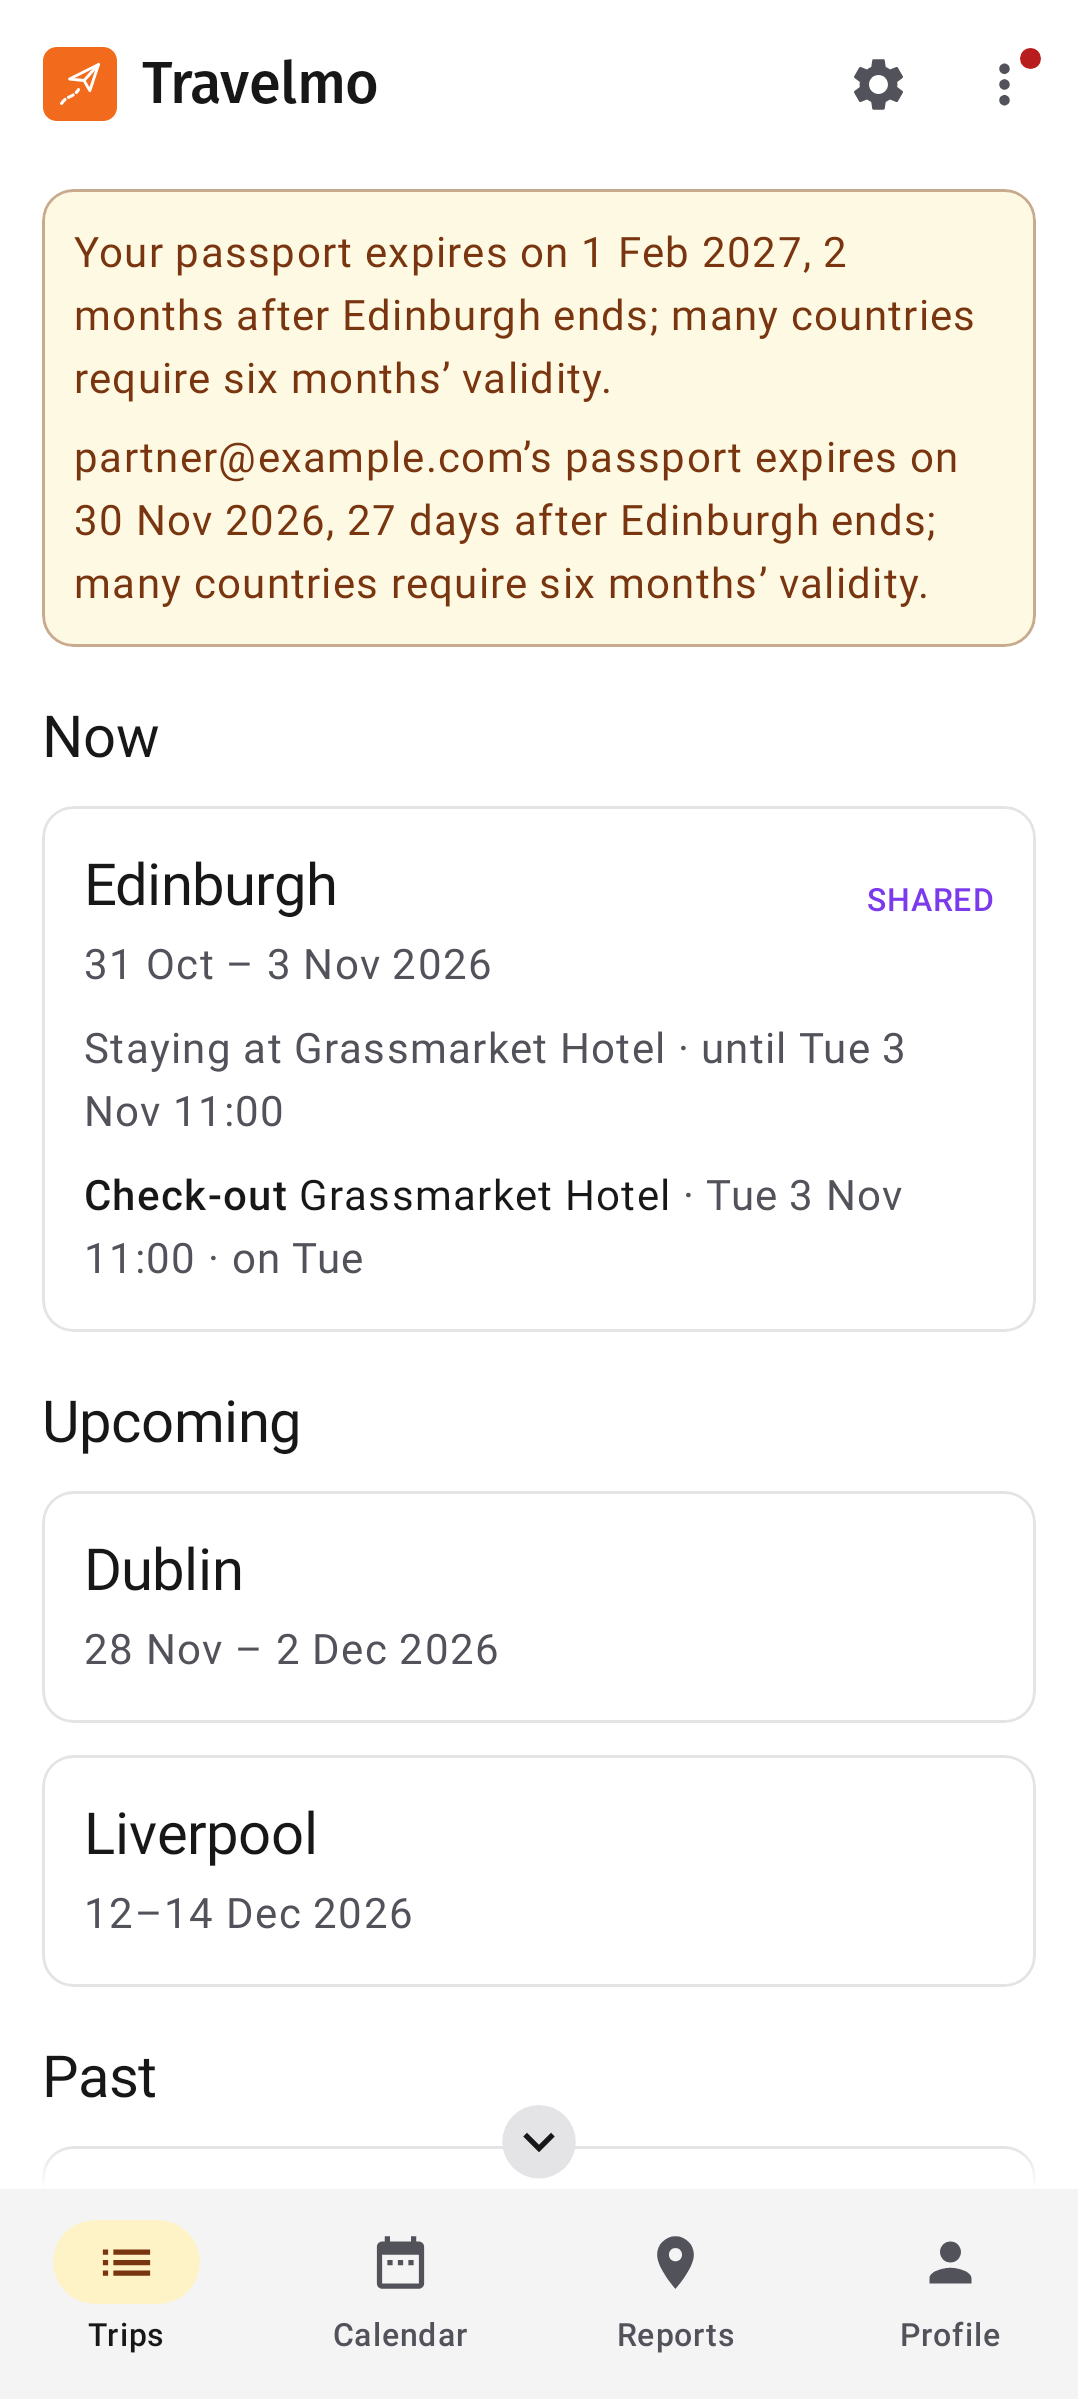 Travelmo
Your passport expires on 1 Feb 2027, 2
months after Edinburgh ends; many countries
require six months’ validity.
partner@example.com’s passport expires on
30 Nov 2026, 27 days after Edinburgh ends;
many countries require six months’ validity.
Now
Edinburgh
SHARED
31 Oct – 3 Nov 2026
Staying at Grassmarket Hotel · until Tue 3
Nov 11:00
Check-out Grassmarket Hotel · Tue 3 Nov
11:00 · on Tue
Upcoming
Dublin
28 Nov – 2 Dec 2026
Liverpool
12–14 Dec 2026
Past
Trips
Calendar
Reports
Profile